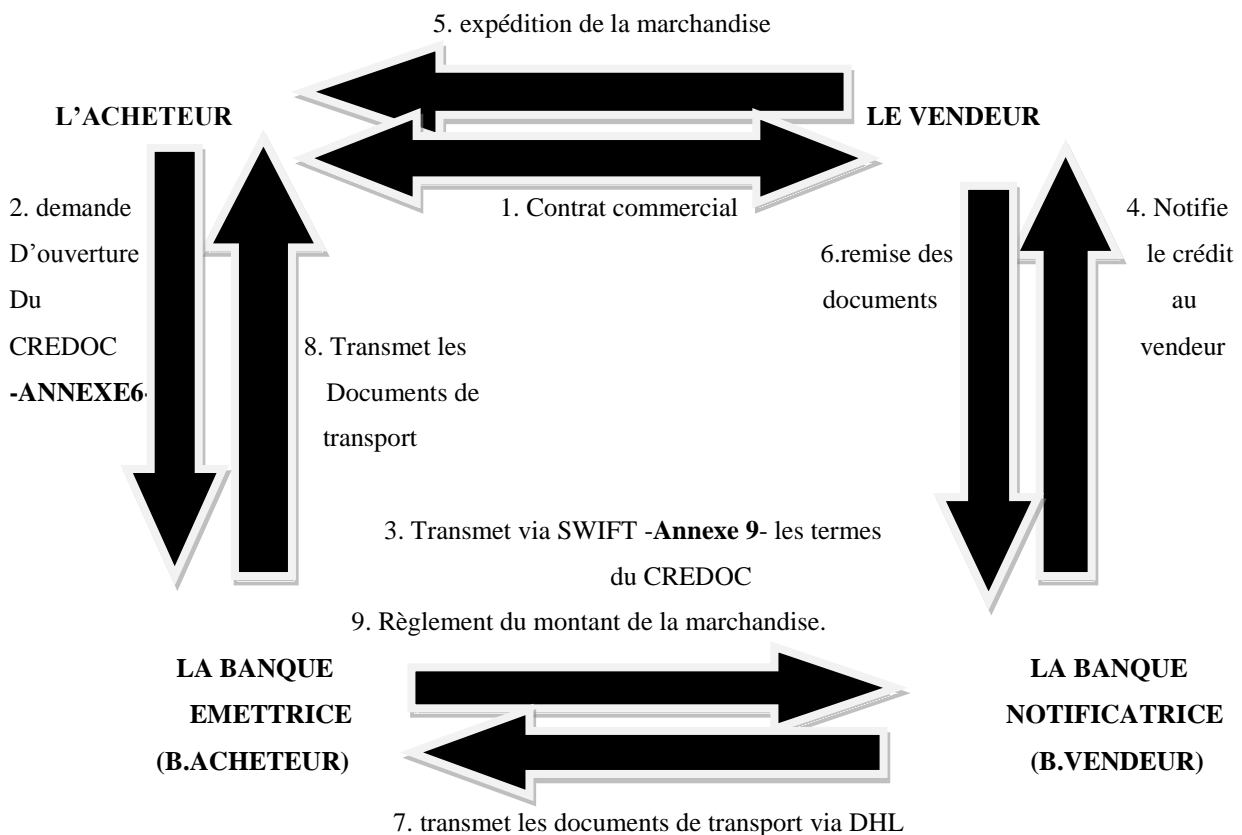 5. expédition de la marchandise
L'ACHETEUR
LE VENDEUR
1. Contrat commercial
2. demande
D'ouverture
Du
CREDOC
-ANNEXE6-
8. Transmet les
Documents de
transport
6.remise des
documents
4. Notifie
le crédit
au
vendeur
3. Transmet via SWIFT -Annexe 9- les termes
du CREDOC
9. Règlement du montant de la marchandise.
LA BANQUE
EMETTRICE
(B.ACHETEUR)
LA BANQUE
NOTIFICATRICE
(B.VENDEUR)
7. transmet les documents de transport via DHL